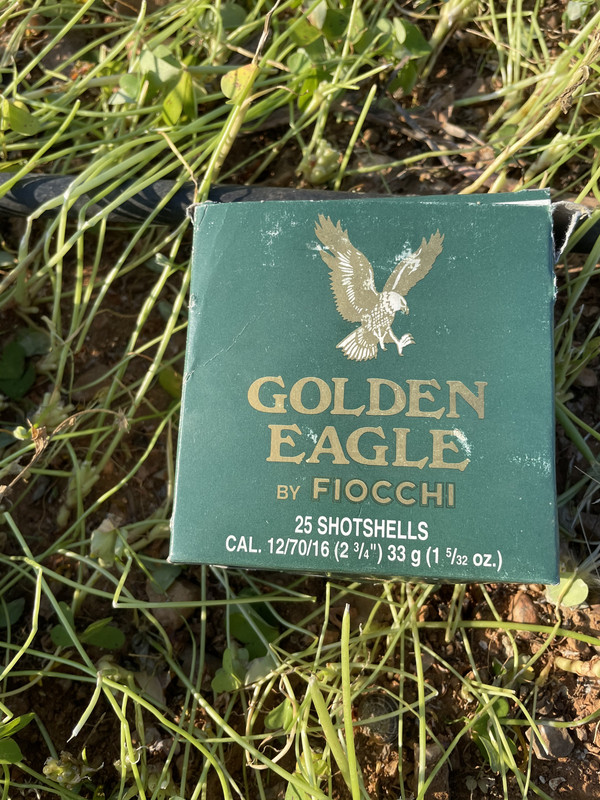 GOLDEN
EAGLE
BY FIOCCHI
25 SHOTSHELLS
CAL. 12/70/16 (2 3/4") 33 g (1 5/32 oz.)